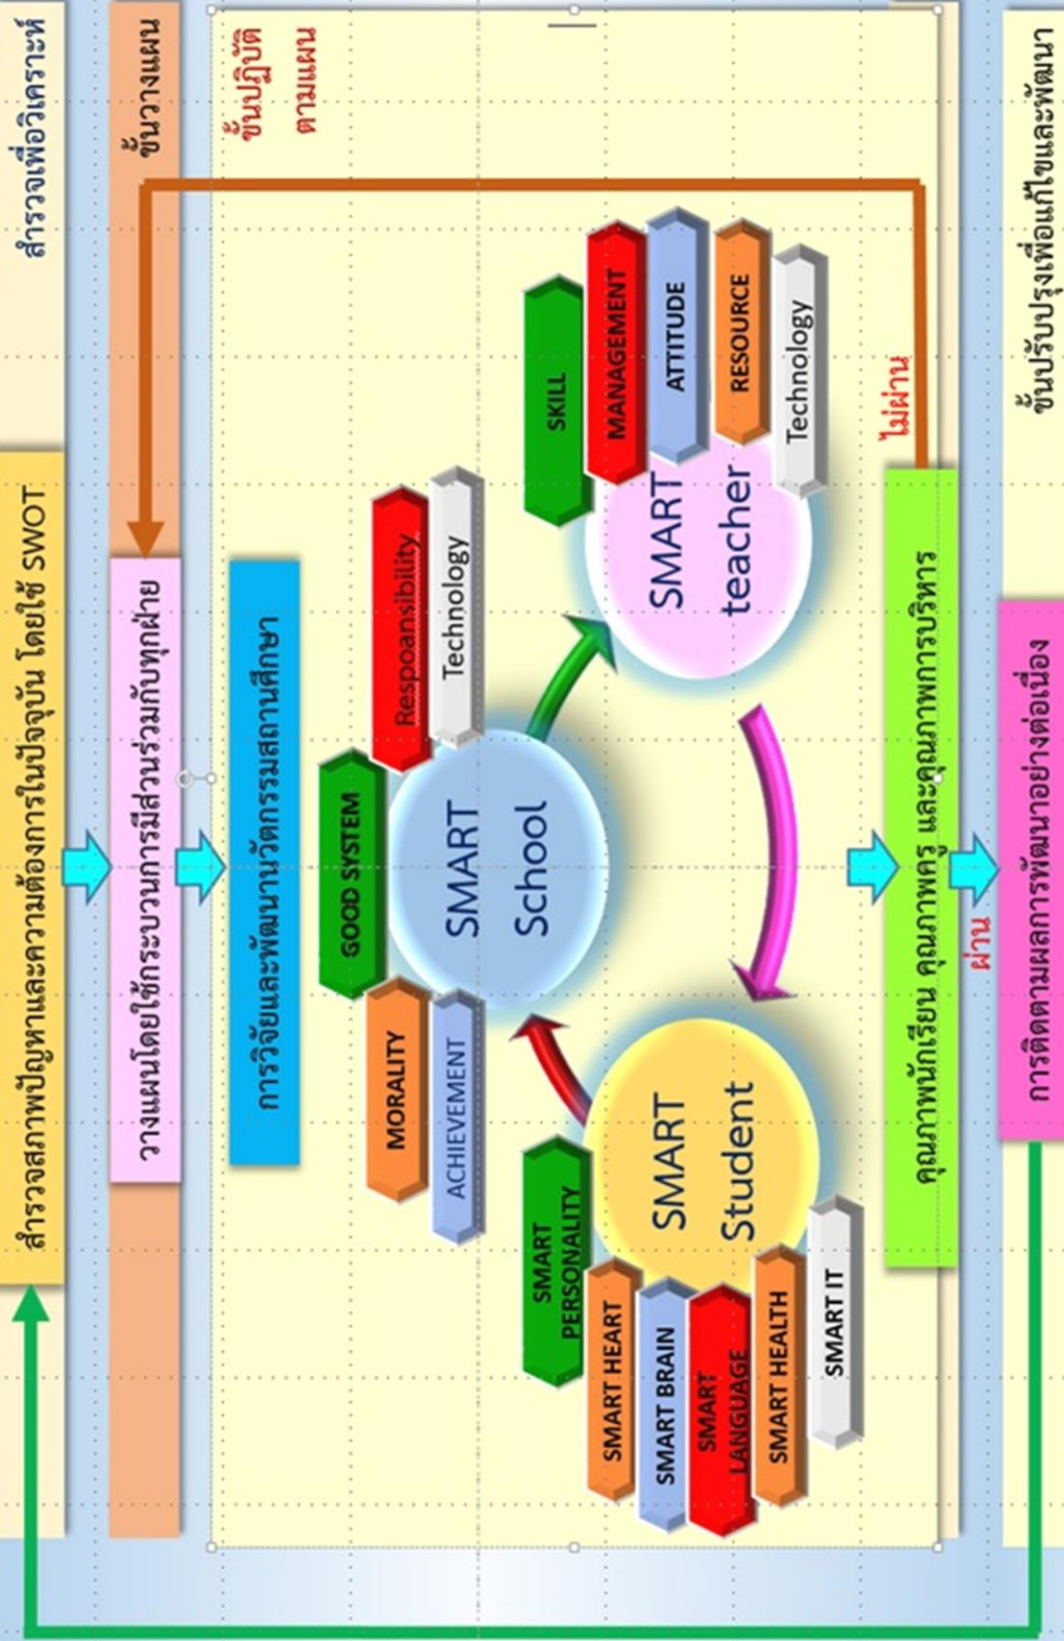 สำรวจสภาพปัญหาและความต้องการในปัจจุบัน โดยใช้ SWOT
สำรวจเพื่อวิเคราะห์
วางแผนโดยใช้กระบวนการมีส่วนร่วมกับทุกฝ่าย
ขั้นวางแผน
ขั้นปฏิบัติ
ตามแผน
การวิจัยและพัฒนานวัตกรรมสถานศึกษา
GOOD SYSTEM
MORALITY
ACHIEVEMENT
Respoansibility
Technology
SMART
School
SMART
PERSONALITY
SMART HEART
SMART BRAIN
SMART
LANGUAGE
SMART HEALTH
SMART IT
SMART
Student
SKILL
MANAGEMENT
ATTITUDE
RESOURCE
Technology
SMART
teacher
ไม่ผ่าน
คุณภาพนักเรียน คุณภาพครู และคุณภาพการบริหาร
ผ่าน
การติดตามผลการพัฒนาอย่างต่อเนื่อง
ขั้นปรับปรุงเพื่อแก้ไขและพัฒนา